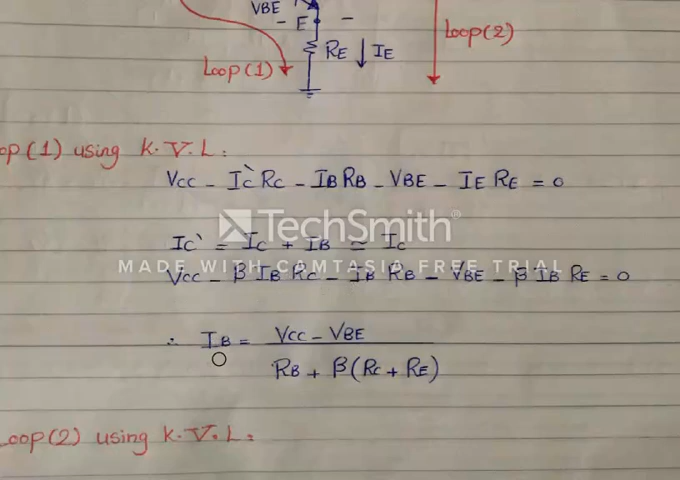 VBE
- E -
RE ↓ IE
Loop(2)
Loop(1)
op(1) using K.V.L:
VCC - IC` RC - IB RB - VBE - IE RE = 0
TechSmith®
IC` = IC + IB ≃ IC
MADE WITH CAMTASIA FREE TRIAL
VCC - β IB RC - IB RB - VBE - β IB RE = 0
∴ IB = VCC - VBE
RB + β(RC + RE)
Loop(2) using K.V.L: